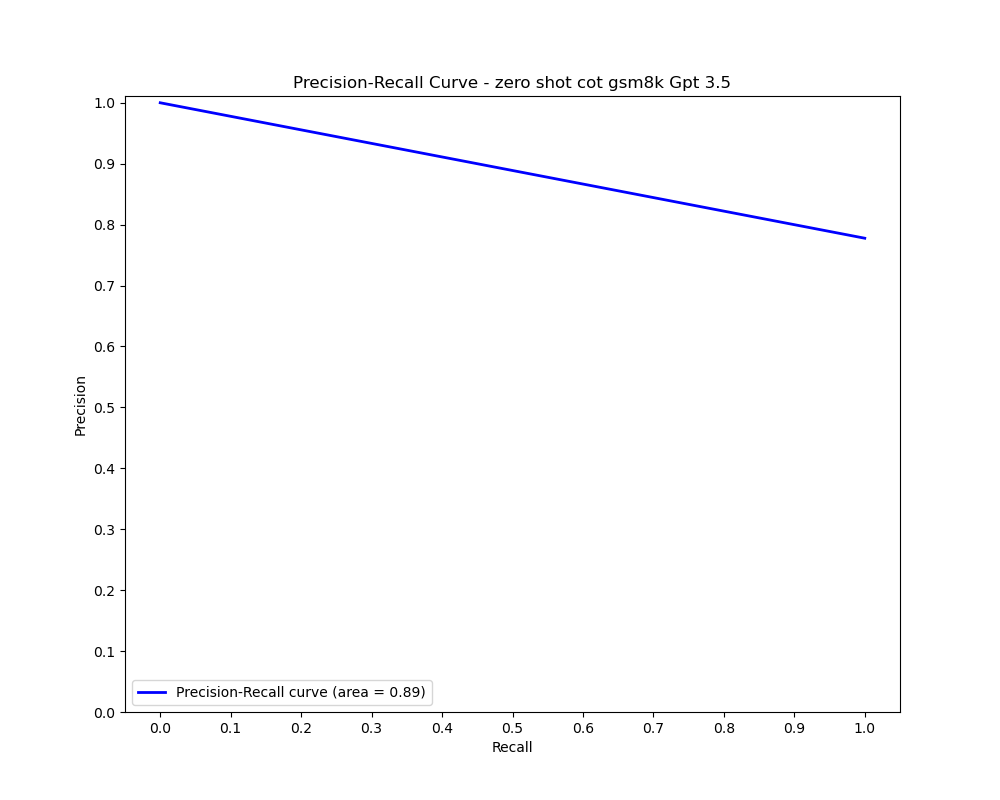 Precision-Recall Curve - zero shot cot gsm8k Gpt 3.5
1.0
0.9
0.8
0.7
0.6
0.5
0.4
0.3
0.2
0.1
0.0
Precision
Precision-Recall curve (area = 0.89)
0.0 0.1 0.2 0.3 0.4 0.5 0.6 0.7 0.8 0.9 1.0
Recall